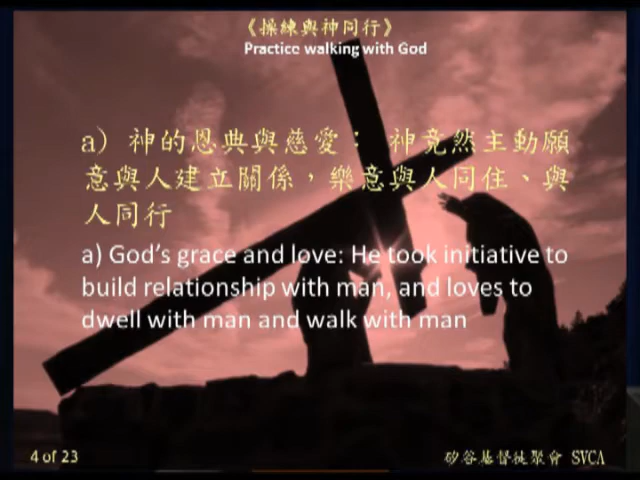 《操練與神同行》
Practice walking with God
a) 神的恩典與慈愛： 神竟然主動願
意與人建立關係，樂意與人同住、與
人同行
a) God's grace and love: He took initiative to
build relationship with man, and loves to
dwell with man and walk with man
4 of 23
矽谷基督徒聚會 SVCA